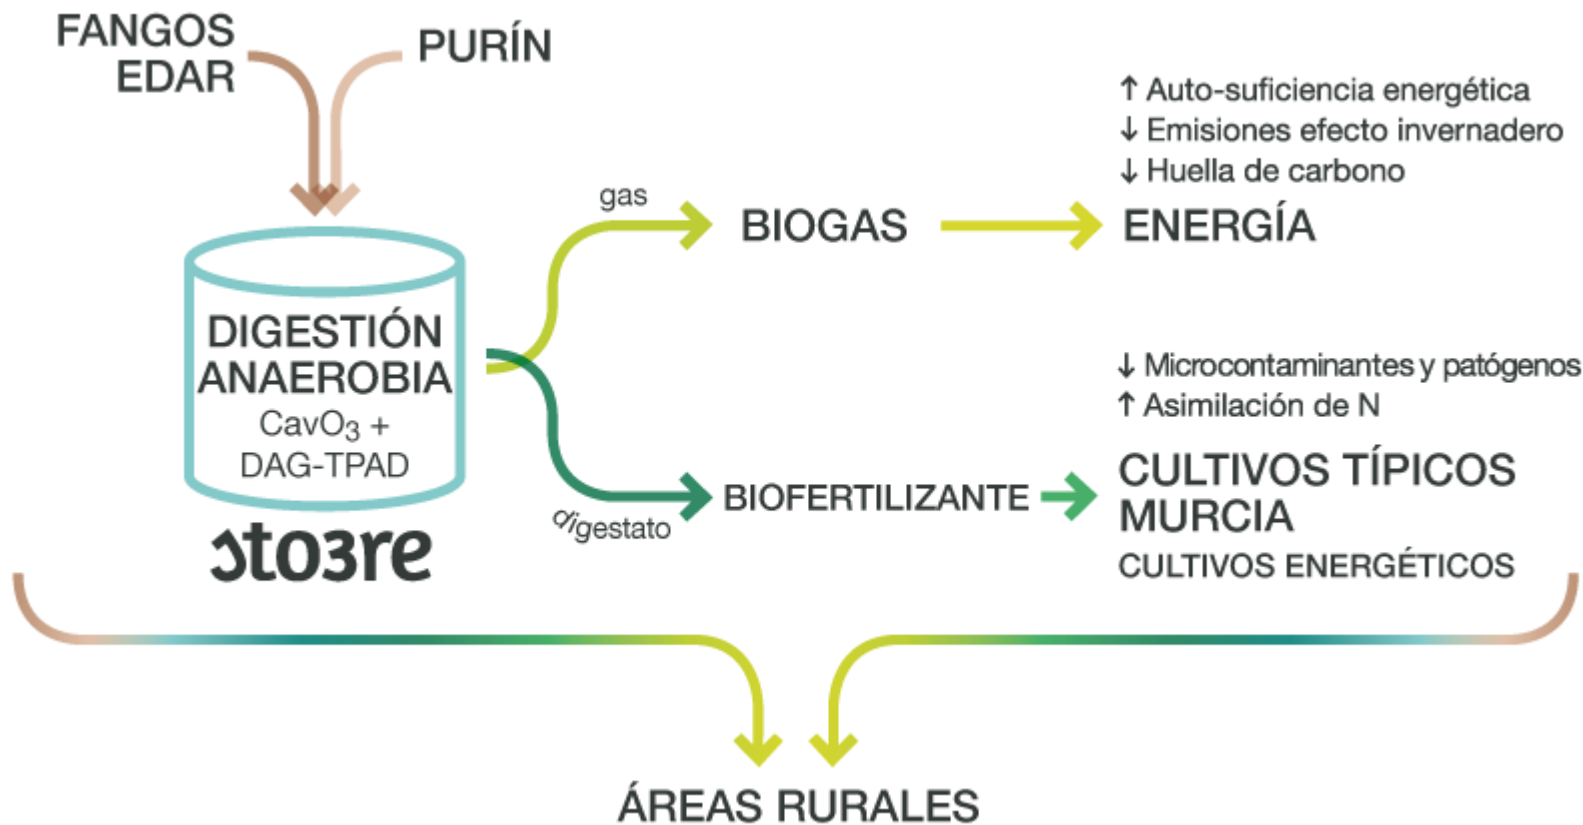 FANGOS
EDAR
PURÍN
DIGESTIÓN
ANAEROBIA
CavO₃ +
DAG-TPAD
sto3re
gas
BIOGAS
↑ Auto-suficiencia energética
↓ Emisiones efecto invernadero
↓ Huella de carbono
ENERGÍA
digestato
BIOFERTILIZANTE
↓ Microcontaminantes y patógenos
↑ Asimilación de N
CULTIVOS TÍPICOS
MURCIA
CULTIVOS ENERGÉTICOS
ÁREAS RURALES